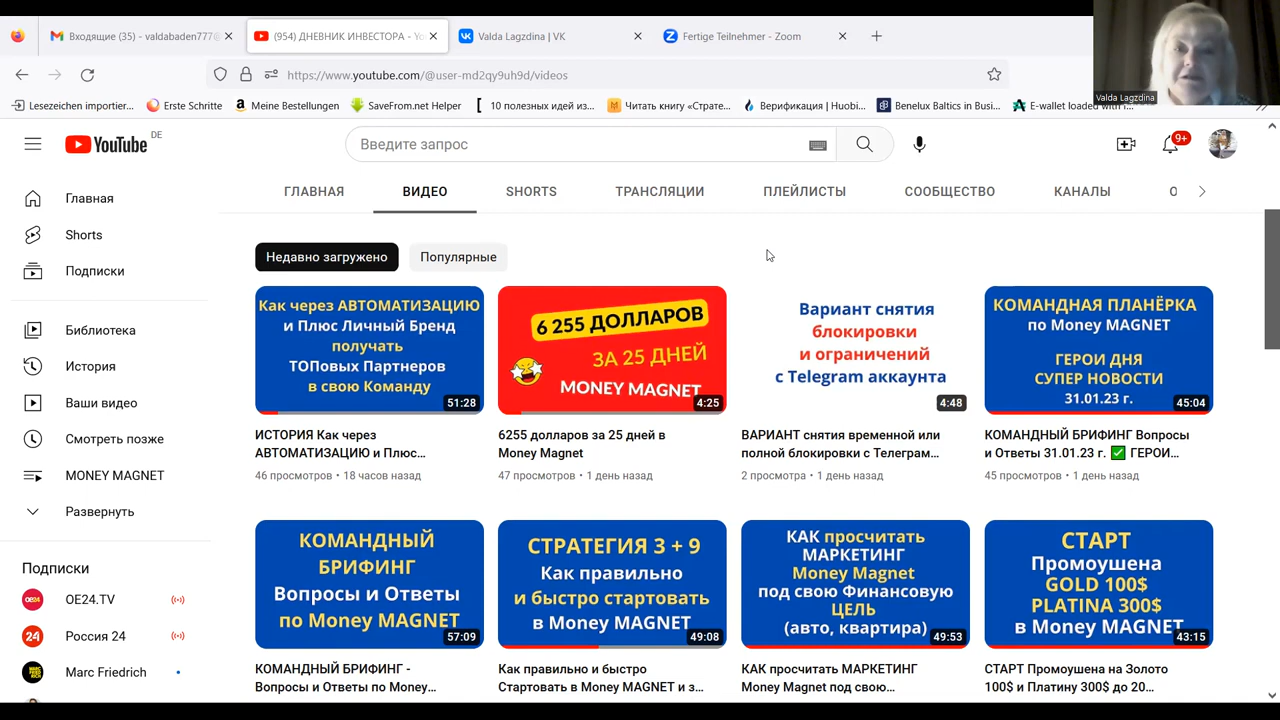 Входящие (35) - valdabaden777@
(954) ДНЕВНИК ИНВЕСТОРА - Yo
Valda Lagzdina | VK
Fertige Teilnehmer - Zoom
https://www.youtube.com/@user-md2qy9uh9d/videos
Lesezeichen importier...
Erste Schritte
Meine Bestellungen
SaveFrom.net Helper
10 полезных идей из...
Читать книгу «Страте...
Верификация | Huobi...
Benelux Baltics in Busi...
E-wallet loaded with
Valda Lagzdina
YouTube DE
Введите запрос
9+
ГЛАВНАЯ
ВИДЕО
SHORTS
ТРАНСЛЯЦИИ
ПЛЕЙЛИСТЫ
СООБЩЕСТВО
КАНАЛЫ
О
Главная
Shorts
Подписки
Библиотека
История
Ваши видео
Смотреть позже
MONEY MAGNET
Развернуть
Подписки
OE24.TV
Россия 24
Marc Friedrich
Недавно загружено
Популярные
Как через АВТОМАТИЗАЦИЮ
и Плюс Личный Бренд
получать
ТОПовых Партнеров
в свою Команду
51:28
ИСТОРИЯ Как через
АВТОМАТИЗАЦИЮ и Плюс...
46 просмотров • 18 часов назад
6 255 ДОЛЛАРОВ
ЗА 25 ДНЕЙ
MONEY MAGNET
4:25
6255 долларов за 25 дней в
Money Magnet
47 просмотров • 1 день назад
Вариант снятия
блокировки
и ограничений
с Telegram аккаунта
4:48
ВАРИАНТ снятия временной или
полной блокировки с Телеграм...
2 просмотра • 1 день назад
КОМАНДНАЯ ПЛАНЁРКА
по Money MAGNET
ГЕРОИ ДНЯ
СУПЕР НОВОСТИ
31.01.23 г.
45:04
КОМАНДНЫЙ БРИФИНГ Вопросы
и Ответы 31.01.23 г. ✅ ГЕРОИ...
45 просмотров • 1 день назад
КОМАНДНЫЙ
БРИФИНГ
Вопросы и Ответы
по Money MAGNET
57:09
КОМАНДНЫЙ БРИФИНГ -
Вопросы и Ответы по Money...
СТРАТЕГИЯ 3 + 9
Как правильно
и быстро стартовать
в Money MAGNET
49:08
Как правильно и быстро
Стартовать в Money MAGNET и з...
КАК просчитать
МАРКЕТИНГ
Money Magnet
под свою Финансовую
ЦЕЛЬ
(авто, квартира)
49:53
КАК просчитать МАРКЕТИНГ
Money Magnet под свою...
СТАРТ
Промоушена
GOLD 100$
PLATINA 300$
в Money MAGNET
43:15
СТАРТ Промоушена на Золото
100$ и Платину 300$ до 20...